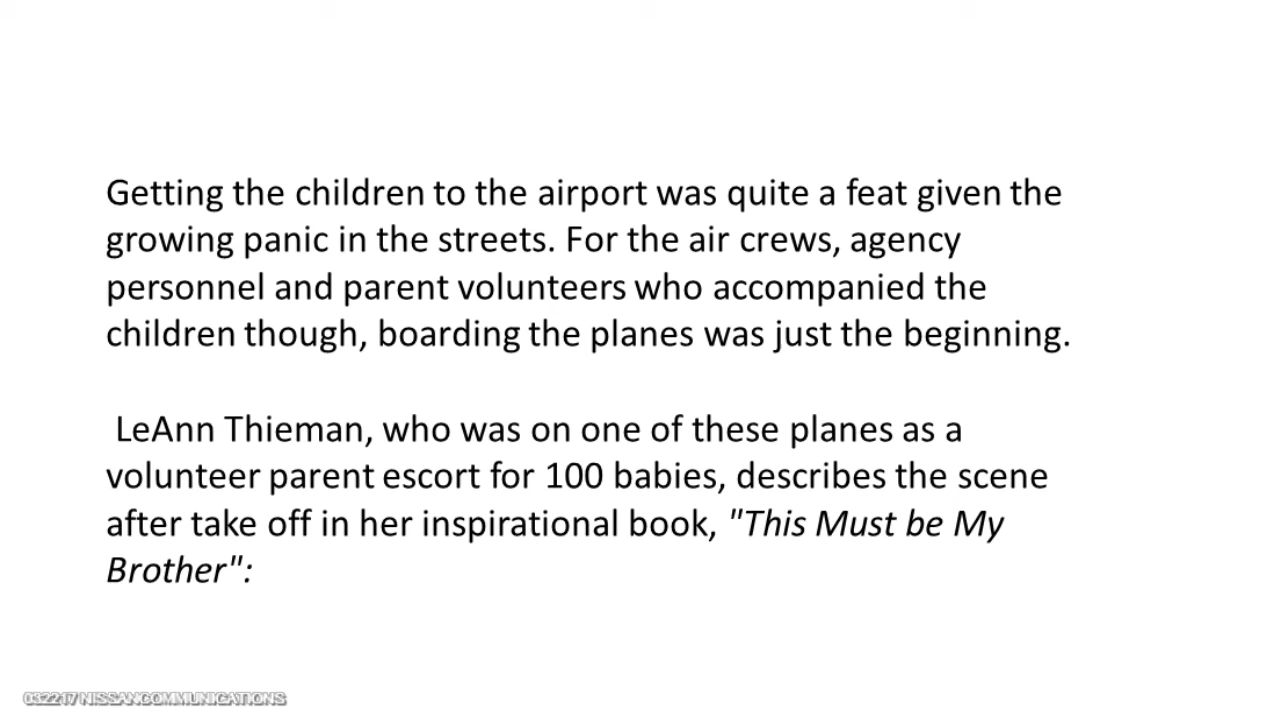 Getting the children to the airport was quite a feat given the
growing panic in the streets. For the air crews, agency
personnel and parent volunteers who accompanied the
children though, boarding the planes was just the beginning.
LeAnn Thieman, who was on one of these planes as a
volunteer parent escort for 100 babies, describes the scene
after take off in her inspirational book, "This Must be My
Brother":
032217 NISSANCOMMUNICATIONS